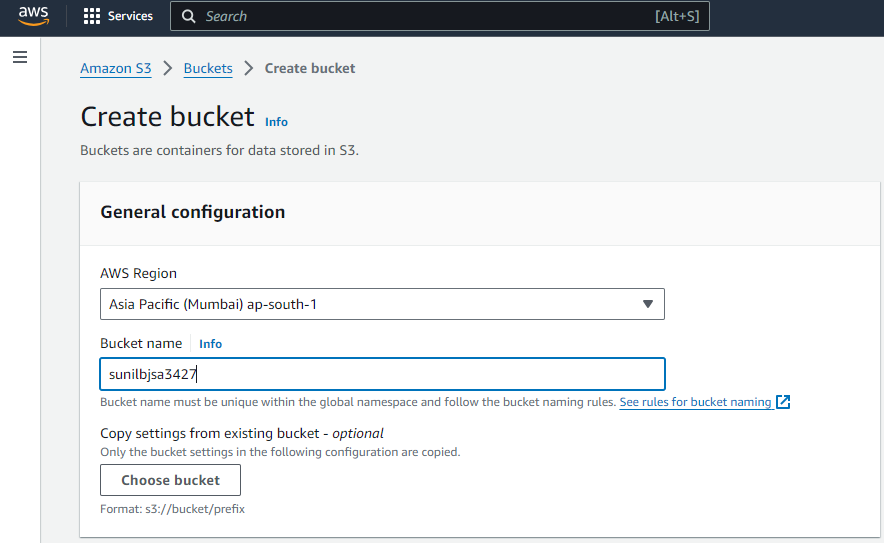 aws Services Search [Alt+S]
Amazon S3 > Buckets > Create bucket
Create bucket Info
Buckets are containers for data stored in S3.
General configuration
AWS Region
Asia Pacific (Mumbai) ap-south-1
Bucket name Info
sunilbjsa3427
Bucket name must be unique within the global namespace and follow the bucket naming rules. See rules for bucket naming
Copy settings from existing bucket - optional
Only the bucket settings in the following configuration are copied.
Choose bucket
Format: s3://bucket/prefix